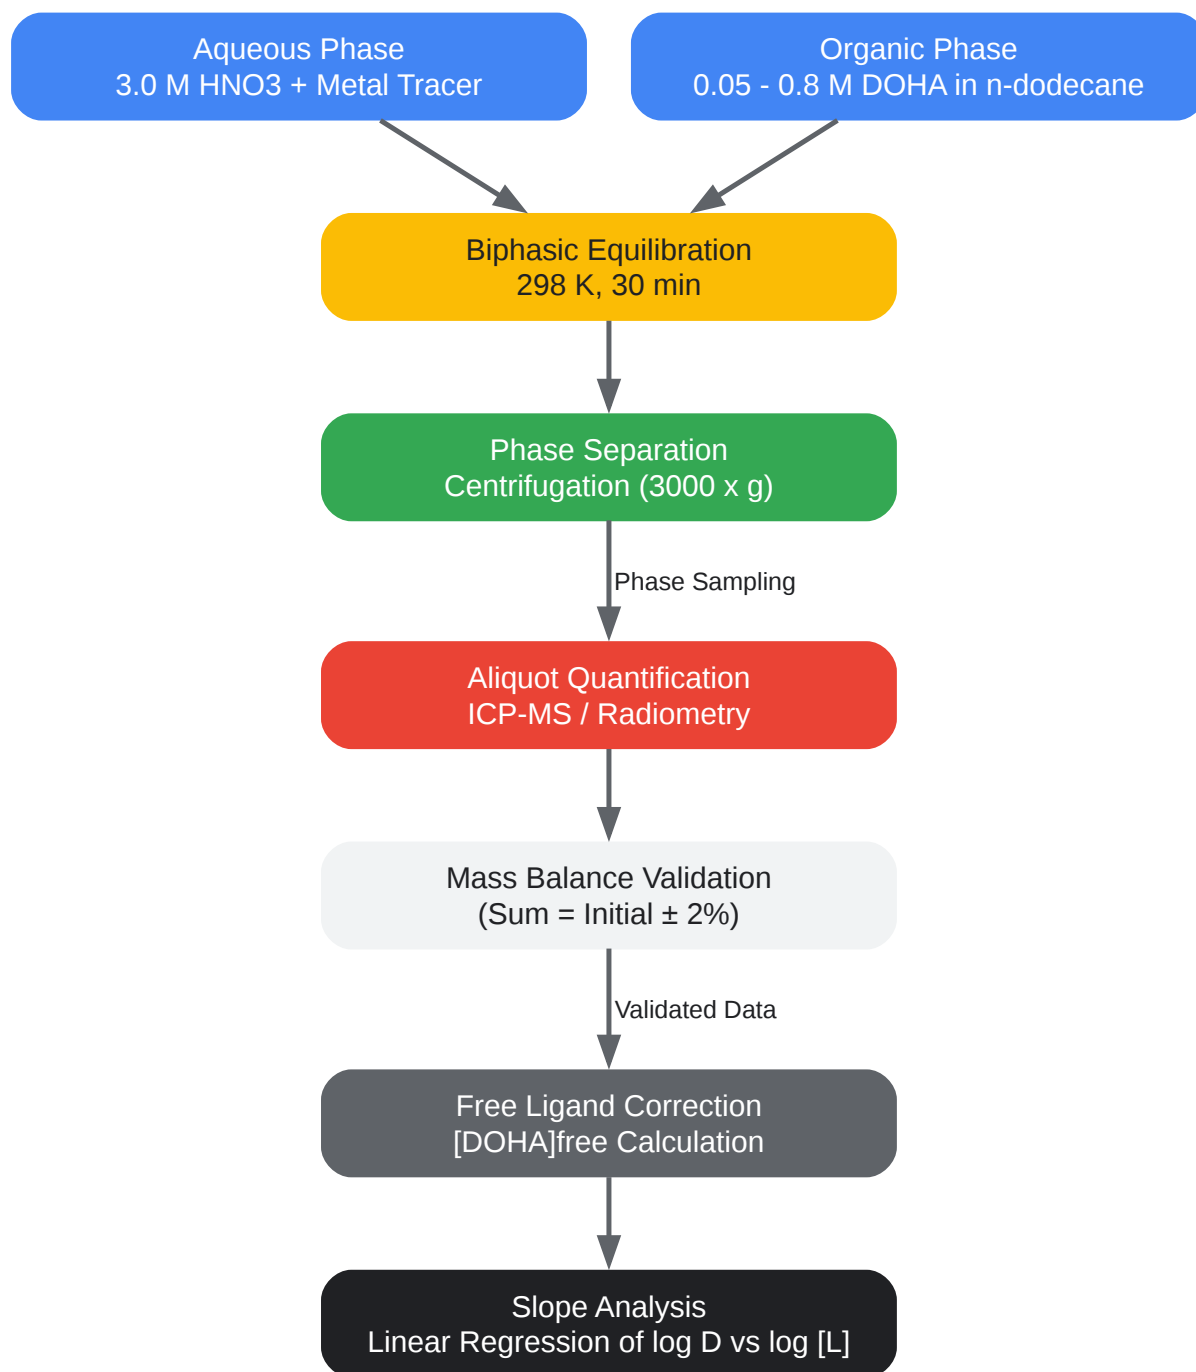 Aqueous Phase
3.0 M HNO3 + Metal Tracer
Organic Phase
0.05 - 0.8 M DOHA in n-dodecane
Biphasic Equilibration
298 K, 30 min
Phase Separation
Centrifugation (3000 x g)
Phase Sampling
Aliquot Quantification
ICP-MS / Radiometry
Mass Balance Validation
(Sum = Initial ± 2%)
Validated Data
Free Ligand Correction
[DOHA]free Calculation
Slope Analysis
Linear Regression of log D vs log [L]